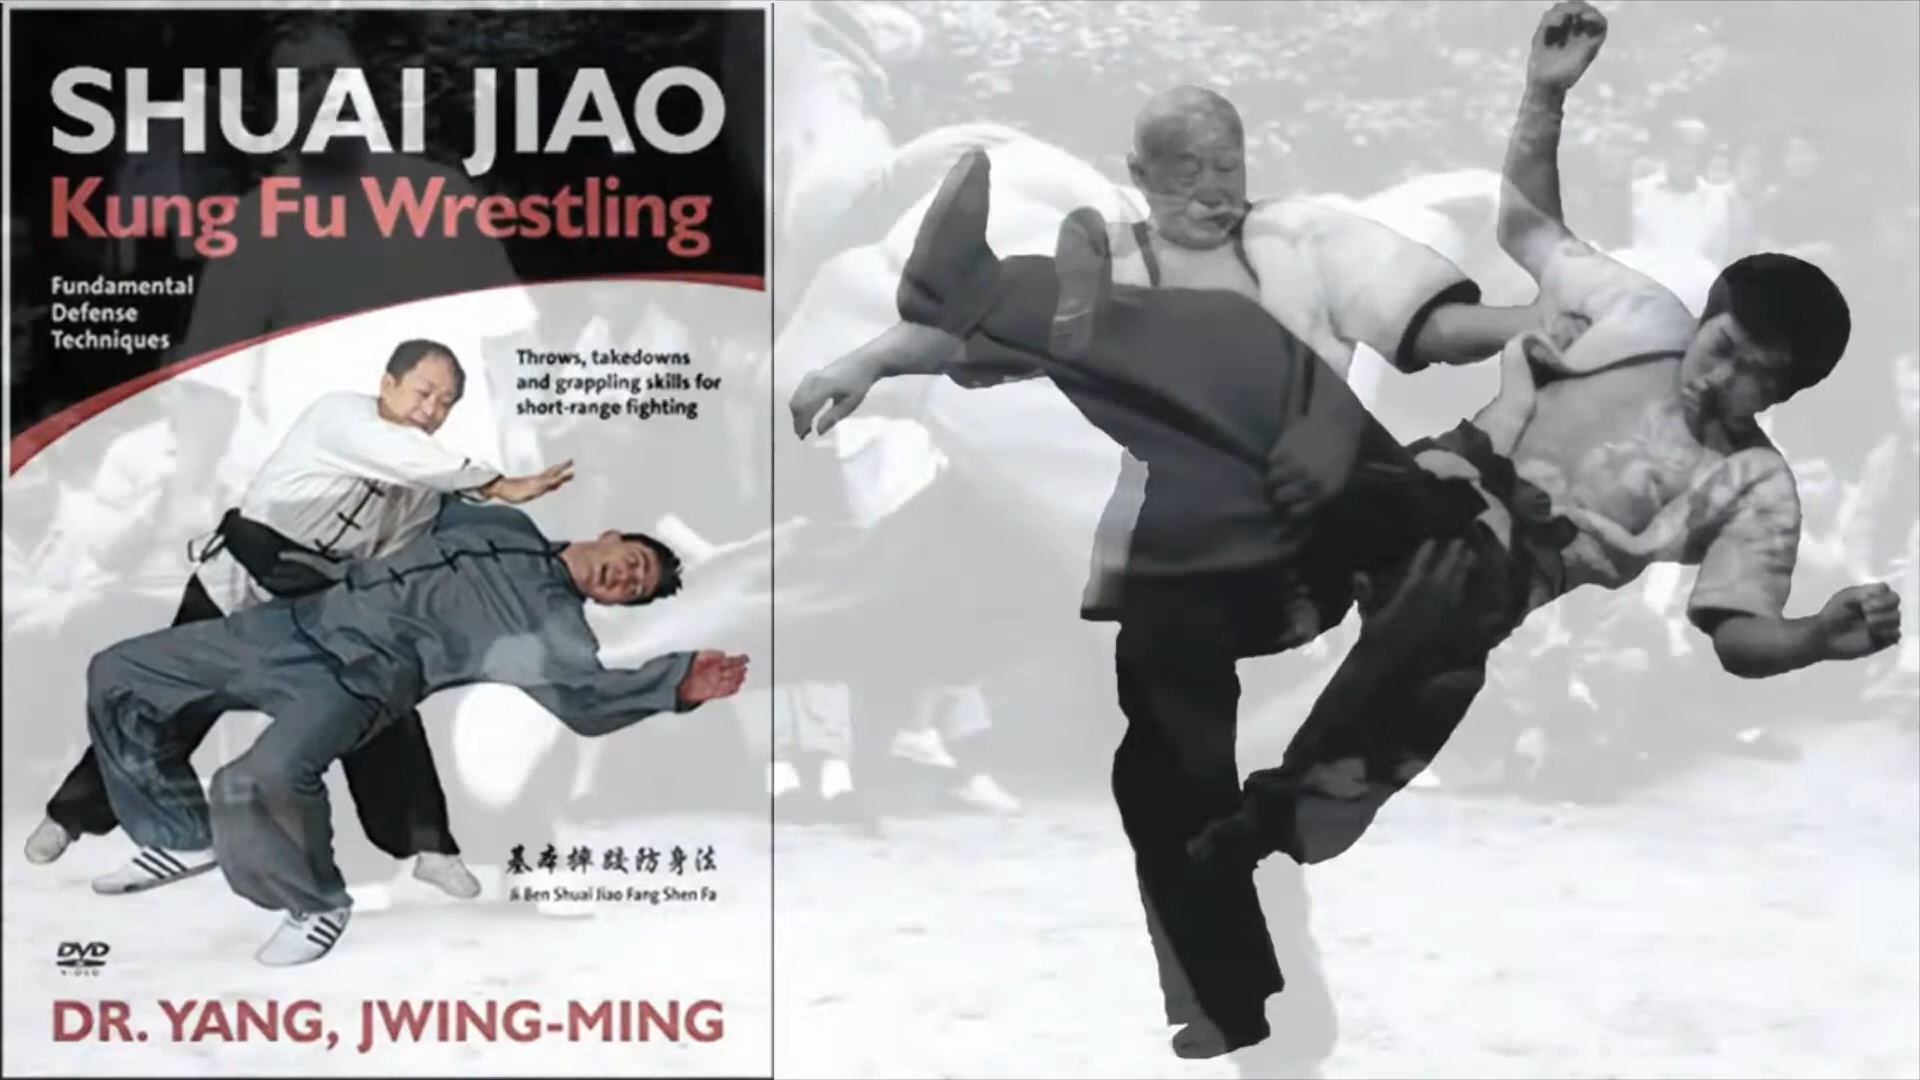 SHUAI JIAO
Kung Fu Wrestling
Fundamental
Defense
Techniques
Throws, takedowns
and grappling skills for
short-range fighting
基本摔跤防身法
Ji Ben Shuai Jiao Fang Shen Fa
DVD
VIDEO
DR. YANG, JWING-MING